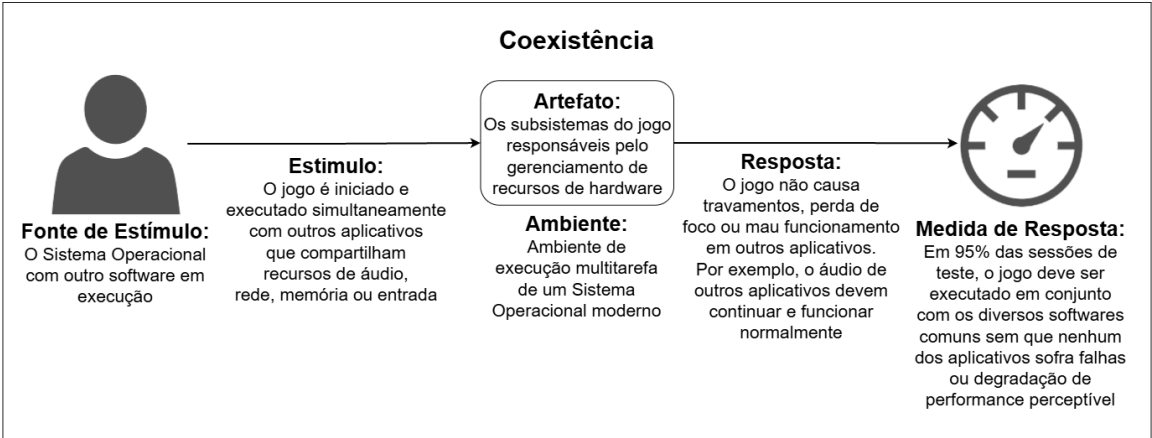 Coexistência
Fonte de Estímulo:
O Sistema Operacional
com outro software em
execução
Estimulo:
O jogo é iniciado e
executado simultaneamente
com outros aplicativos
que compartilham
recursos de áudio,
rede, memória ou entrada
Artefato:
Os subsistemas do jogo
responsáveis pelo
gerenciamento de
recursos de hardware
Ambiente:
Ambiente de
execução multitarefa
de um Sistema
Operacional moderno
Resposta:
O jogo não causa
travamentos, perda de
foco ou mau funcionamento
em outros aplicativos.
Por exemplo, o áudio de
outros aplicativos devem
continuar e funcionar
normalmente
Medida de Resposta:
Em 95% das sessões de
teste, o jogo deve ser
executado em conjunto
com os diversos softwares
comuns sem que nenhum
dos aplicativos sofra falhas
ou degradação de
performance perceptível